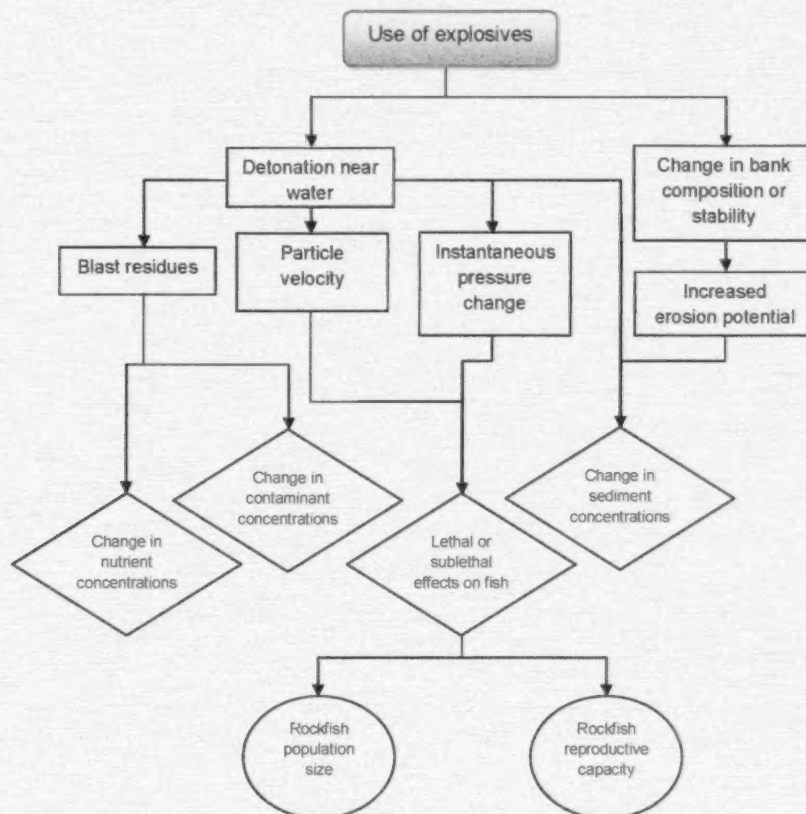 Use of explosives
Detonation near
water
Change in bank
composition or
stability
Blast residues
Particle
velocity
Instantaneous
pressure
change
Increased
erosion potential
Change in
nutrient
concentrations
Change in
contaminant
concentrations
Lethal or
sublethal
effects on fish
Change in
sediment
concentrations
Rockfish
population
size
Rockfish
reproductive
capacity